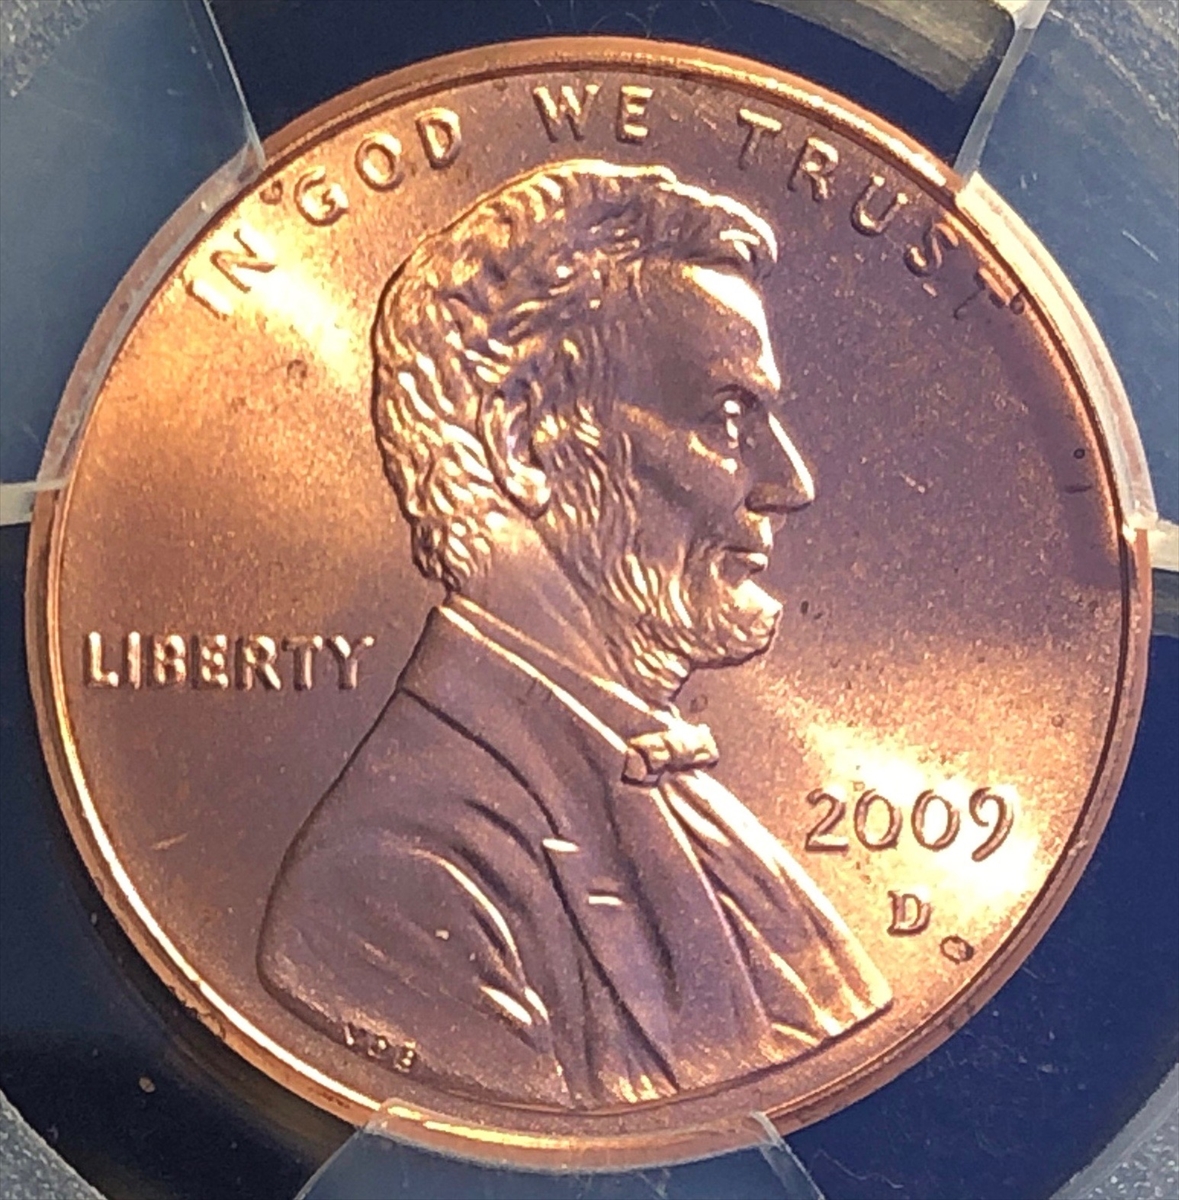 IN GOD WE TRUST
LIBERTY
2009
D
VDB